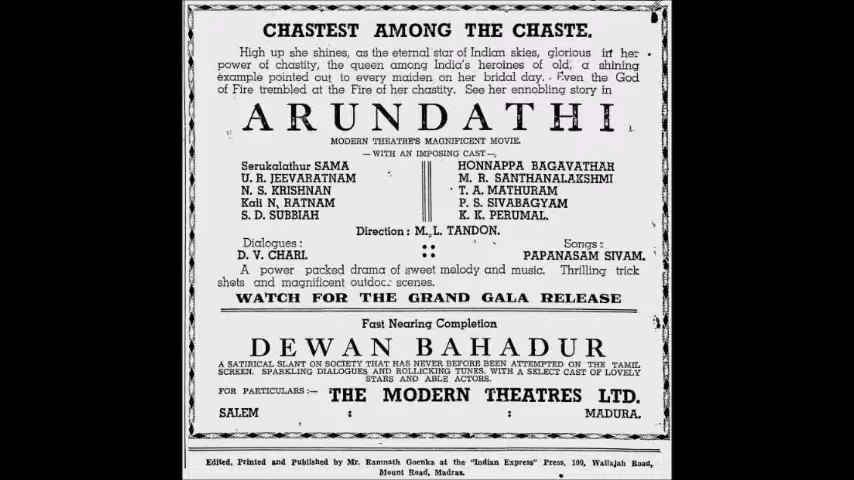 CHASTEST AMONG THE CHASTE.
High up she shines, as the eternal star of Indian skies, glorious in her
power of chastity, the queen among India's heroines of old, a shining
example pointed out to every maiden on her bridal day. Even the God
of Fire trembled at the Fire of her chastity. See her ennobling story in
ARUNDATHI
MODERN THEATRE'S MAGNIFICENT MOVIE.
—WITH AN IMPOSING CAST—
Serukalathur SAMA
U. R. JEEVARATNAM
N. S. KRISHNAN
Kali N, RATNAM
S. D. SUBBIAH
HONNAPPA BAGAVATHAR
M. R. SANTHANALAKSHMI
T. A. MATHURAM
P. S. SIVABAGYAM
K. K. PERUMAL.
Direction : M. L. TANDON.
Dialogues :
D. V. CHARI.
Songs :
PAPANASAM SIVAM.
A power packed drama of sweet melody and music. Thrilling trick
shots and magnificent outdoor scenes.
WATCH FOR THE GRAND GALA RELEASE
Fast Nearing Completion
DEWAN BAHADUR
A SATIRICAL SLANT ON SOCIETY THAT HAS NEVER BEFORE BEEN ATTEMPTED ON THE TAMIL
SCREEN. SPARKLING DIALOGUES AND ROLLICKING TUNES. WITH A SELECT CAST OF LOVELY
STARS AND ABLE ACTORS.
FOR PARTICULARS :— THE MODERN THEATRES LTD.
SALEM : : MADURA.
Edited, Printed and Published by Mr. Ramnath Goenka at the "Indian Express" Press, 100, Wallajah Road,
Mount Road, Madras.